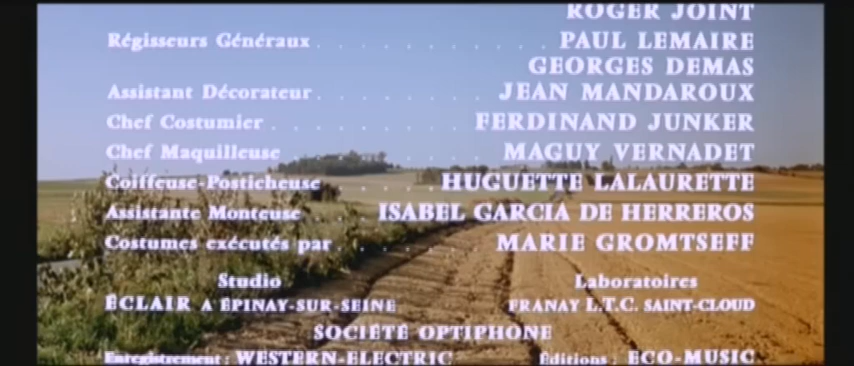 ROGER JOINT
Régisseurs Généraux . . . . . . . . . . PAUL LEMAIRE
GEORGES DEMAS
Assistant Décorateur . . . . . . . . JEAN MANDAROUX
Chef Costumier . . . . . . . . FERDINAND JUNKER
Chef Maquilleuse . . . . . . . . MAGUY VERNADET
Coiffeuse-Posticheuse . . . . . HUGUETTE LALAURETTE
Assistante Monteuse . . ISABEL GARCIA DE HERREROS
Costumes exécutés par . . . . . . MARIE GROMTSEFF
Studio Laboratoires
ÉCLAIR A ÉPINAY-SUR-SEINE FRANAY L.T.C. SAINT-CLOUD
SOCIÉTÉ OPTIPHONE
Enregistrement : WESTERN-ELECTRIC Éditions : ECO-MUSIC